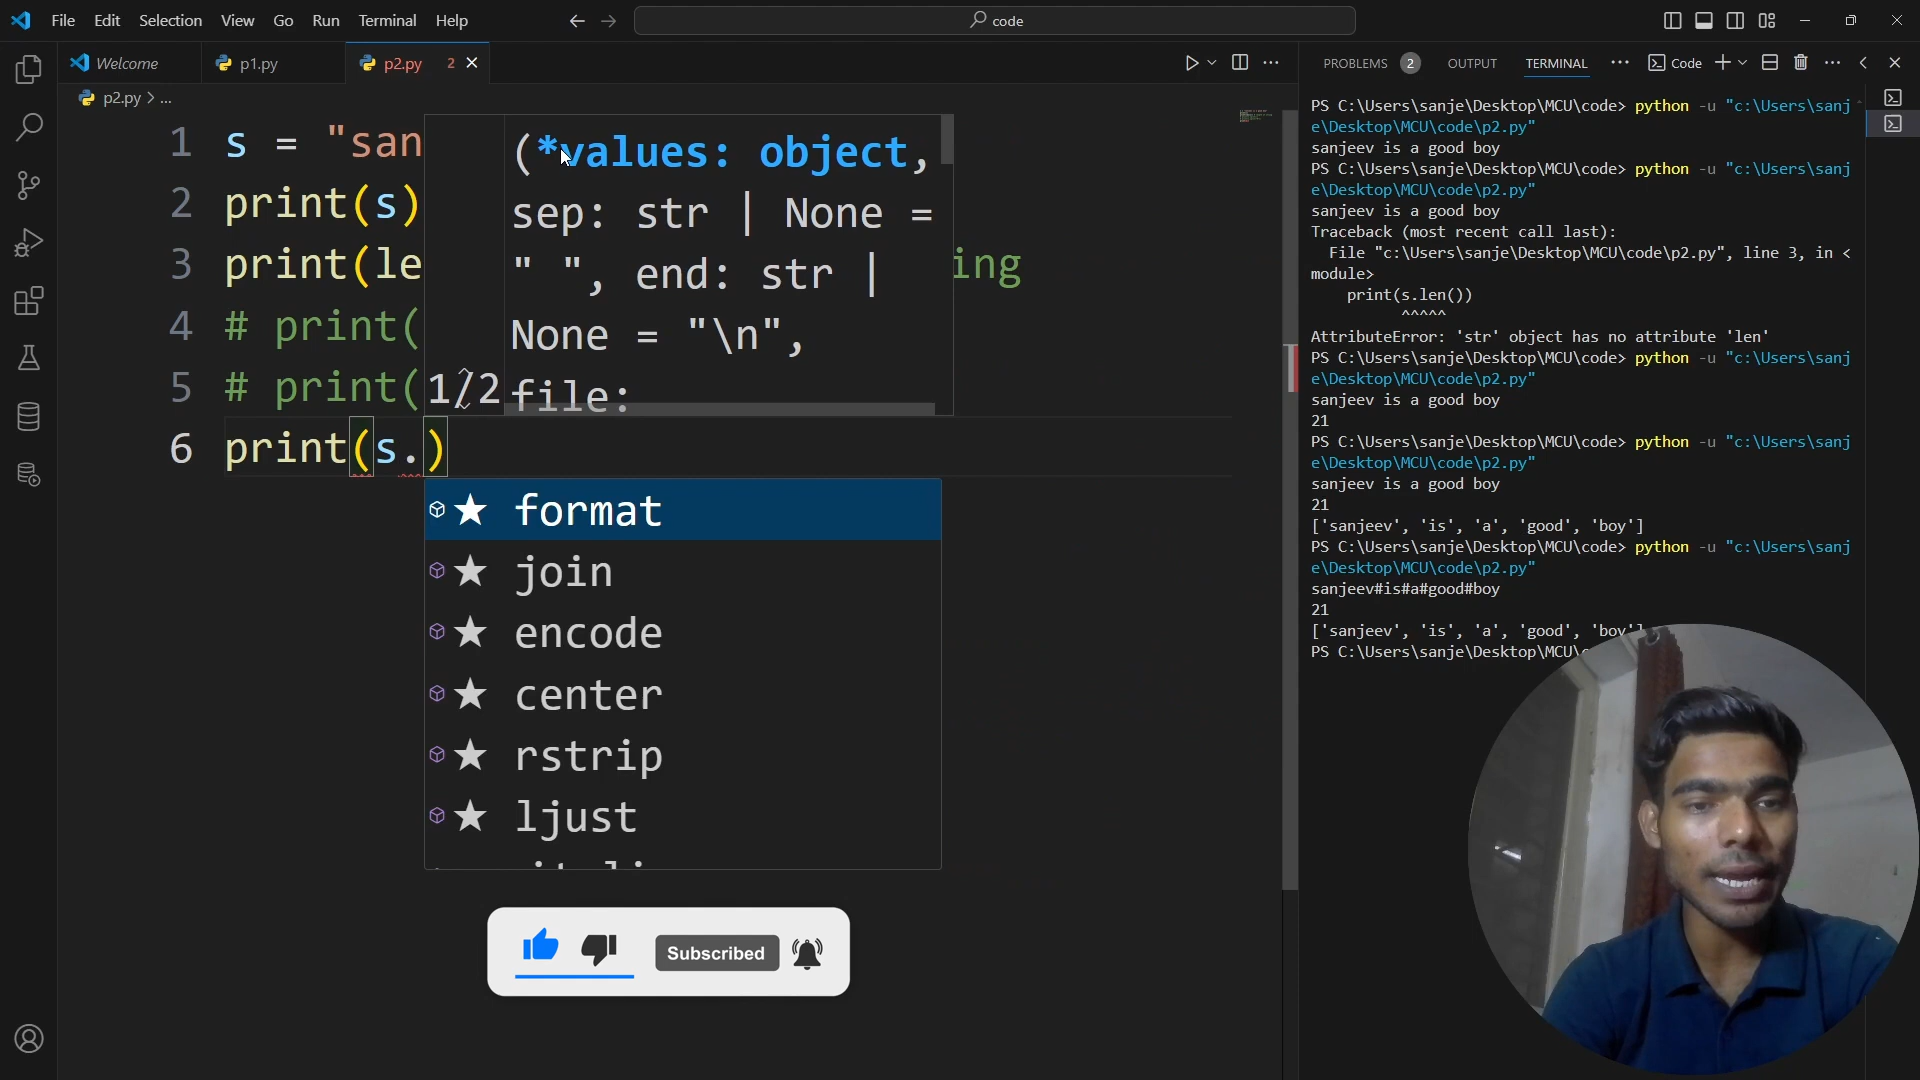 File Edit Selection View Go Run Terminal Help
code
Welcome
p1.py
p2.py 2
p2.py > ...
PROBLEMS 2 OUTPUT TERMINAL ... Code
1 s = "san
2 print(s)
3 print(le
ing
4 # print(
5 # print(
6 print(s.)
(*values: object,
sep: str | None =
" ", end: str |
None = "\n",
1/2 file:
format
join
encode
center
rstrip
ljust
Subscribed
PS C:\Users\sanje\Desktop\MCU\code> python -u "c:\Users\sanj
e\Desktop\MCU\code\p2.py"
sanjeev is a good boy
PS C:\Users\sanje\Desktop\MCU\code> python -u "c:\Users\sanj
e\Desktop\MCU\code\p2.py"
sanjeev is a good boy
Traceback (most recent call last):
File "c:\Users\sanje\Desktop\MCU\code\p2.py", line 3, in <
module>
print(s.len())
^^^^^
AttributeError: 'str' object has no attribute 'len'
PS C:\Users\sanje\Desktop\MCU\code> python -u "c:\Users\sanj
e\Desktop\MCU\code\p2.py"
sanjeev is a good boy
21
PS C:\Users\sanje\Desktop\MCU\code> python -u "c:\Users\sanj
e\Desktop\MCU\code\p2.py"
sanjeev is a good boy
21
['sanjeev', 'is', 'a', 'good', 'boy']
PS C:\Users\sanje\Desktop\MCU\code> python -u "c:\Users\sanj
e\Desktop\MCU\code\p2.py"
sanjeev#is#a#good#boy
21
['sanjeev', 'is', 'a', 'good', 'boy']
PS C:\Users\sanje\Desktop\MCU\